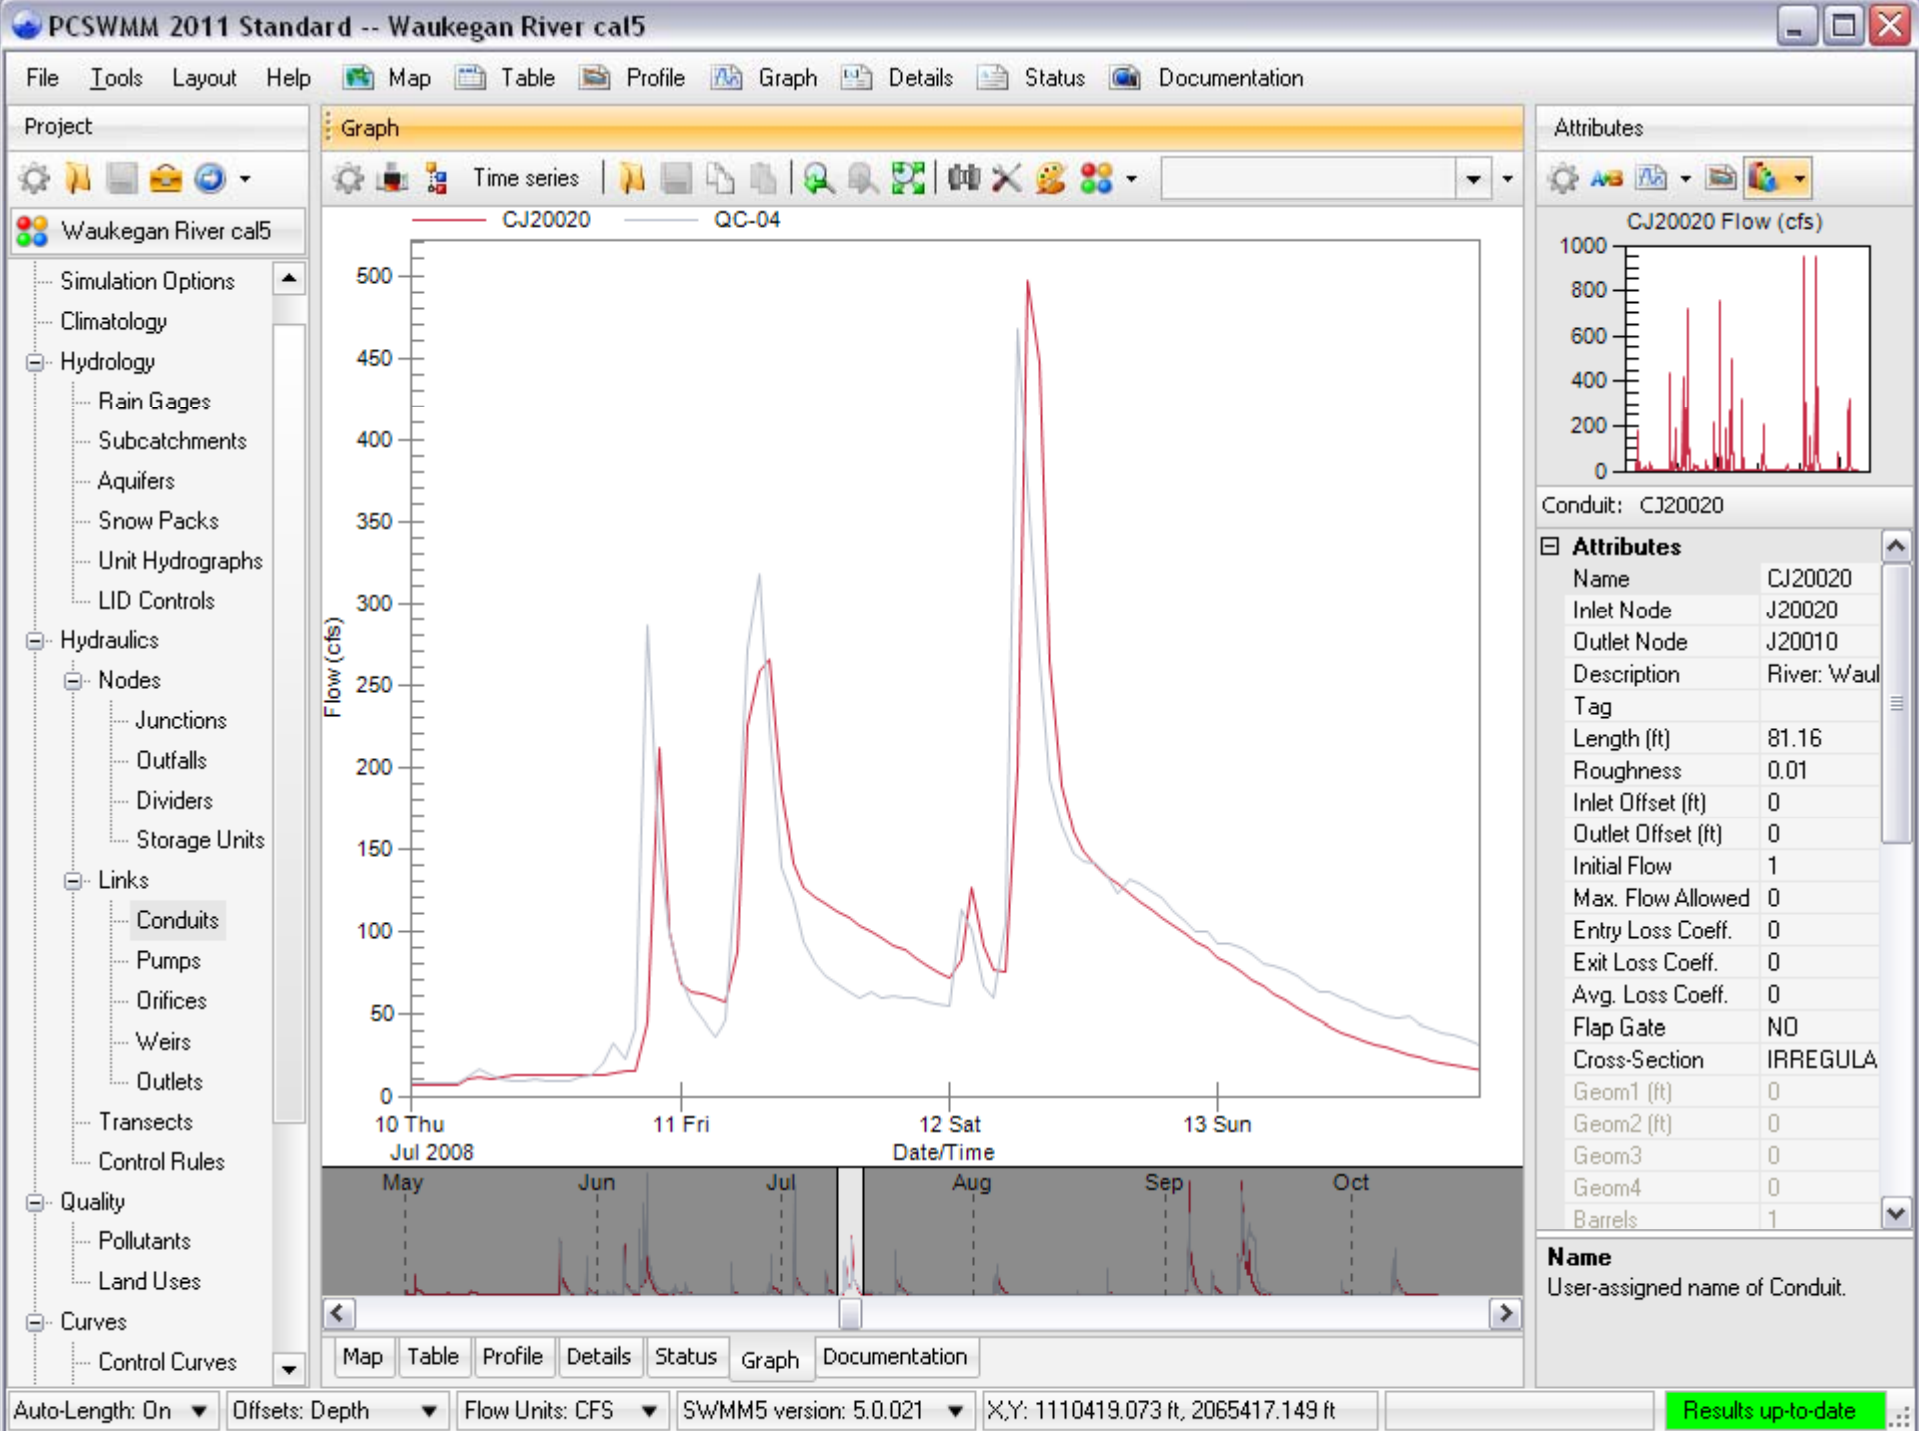 PCSWMM 2011 Standard -- Waukegan River cal5
File Tools Layout Help Map Table Profile Graph Details Status Documentation
Project
Waukegan River cal5
Simulation Options
Climatology
Hydrology
Rain Gages
Subcatchments
Aquifers
Snow Packs
Unit Hydrographs
LID Controls
Hydraulics
Nodes
Junctions
Outfalls
Dividers
Storage Units
Links
Conduits
Pumps
Orifices
Weirs
Outlets
Transects
Control Rules
Quality
Pollutants
Land Uses
Curves
Control Curves
Graph
Time series
CJ20020 QC-04
500
450
400
350
300
250
200
150
100
50
0
Flow (cfs)
10 Thu 11 Fri 12 Sat 13 Sun
Jul 2008 Date/Time
May Jun Jul Aug Sep Oct
Map Table Profile Details Status Graph Documentation
Attributes
CJ20020 Flow (cfs)
1000
800
600
400
200
0
Conduit: CJ20020
Attributes
Name CJ20020
Inlet Node J20020
Outlet Node J20010
Description River: Waul
Tag
Length (ft) 81.16
Roughness 0.01
Inlet Offset (ft) 0
Outlet Offset (ft) 0
Initial Flow 1
Max. Flow Allowed 0
Entry Loss Coeff. 0
Exit Loss Coeff. 0
Avg. Loss Coeff. 0
Flap Gate NO
Cross-Section IRREGULA
Geom1 (ft) 0
Geom2 (ft) 0
Geom3 0
Geom4 0
Barrels 1
Name
User-assigned name of Conduit.
Auto-Length: On Offsets: Depth Flow Units: CFS SWMM5 version: 5.0.021 X,Y: 1110419.073 ft, 2065417.149 ft Results up-to-date